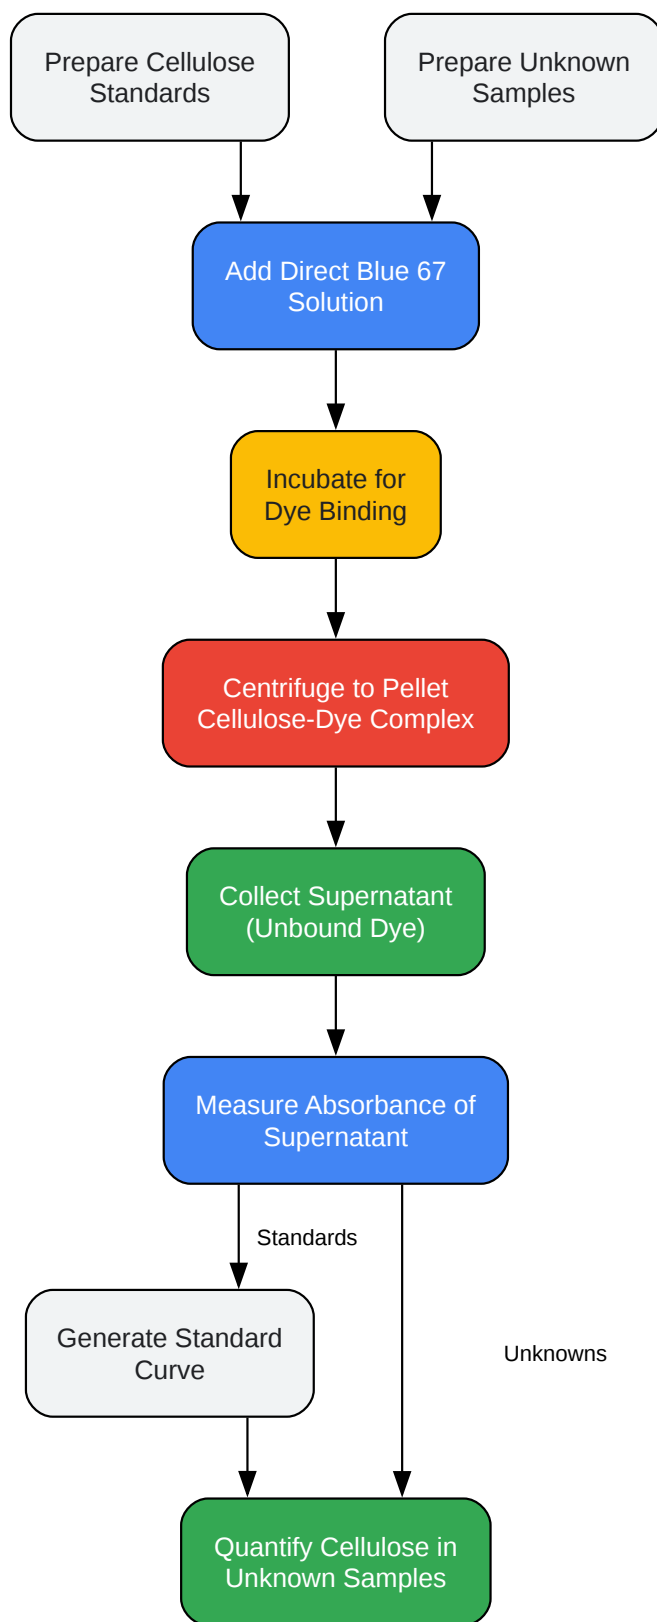 Prepare Cellulose
Standards
Prepare Unknown
Samples
Add Direct Blue 67
Solution
Incubate for
Dye Binding
Centrifuge to Pellet
Cellulose-Dye Complex
Collect Supernatant
(Unbound Dye)
Measure Absorbance of
Supernatant
Standards
Generate Standard
Curve
Unknowns
Quantify Cellulose in
Unknown Samples